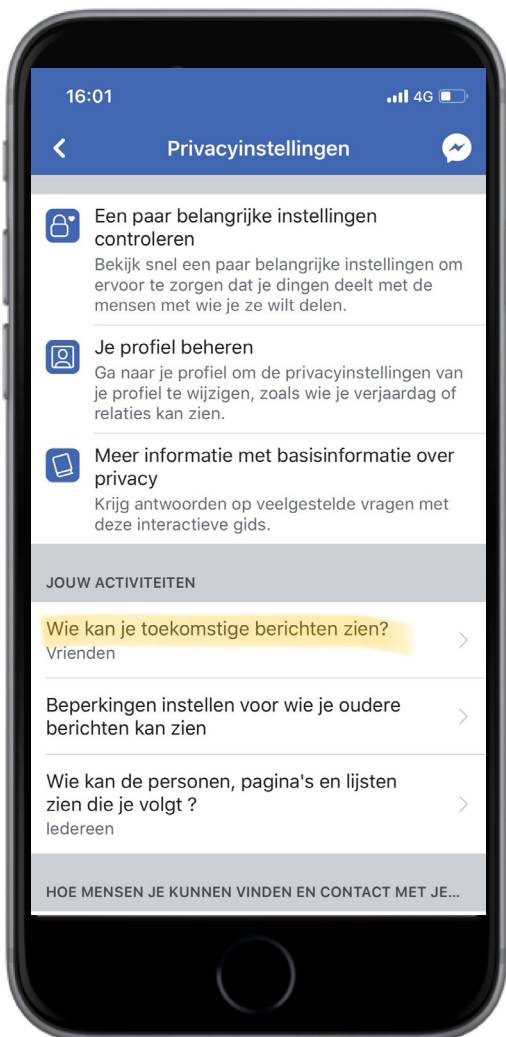 16:01
4G
Privacyinstellingen
Een paar belangrijke instellingen
controleren
Bekijk snel een paar belangrijke instellingen om
ervoor te zorgen dat je dingen deelt met de
mensen met wie je ze wilt delen.
Je profiel beheren
Ga naar je profiel om de privacyinstellingen van
je profiel te wijzigen, zoals wie je verjaardag of
relaties kan zien.
Meer informatie met basisinformatie over
privacy
Krijg antwoorden op veelgestelde vragen met
deze interactieve gids.
JOUW ACTIVITEITEN
Wie kan je toekomstige berichten zien?
Vrienden
Beperkingen instellen voor wie je oudere
berichten kan zien
Wie kan de personen, pagina's en lijsten
zien die je volgt ?
Iedereen
HOE MENSEN JE KUNNEN VINDEN EN CONTACT MET JE...